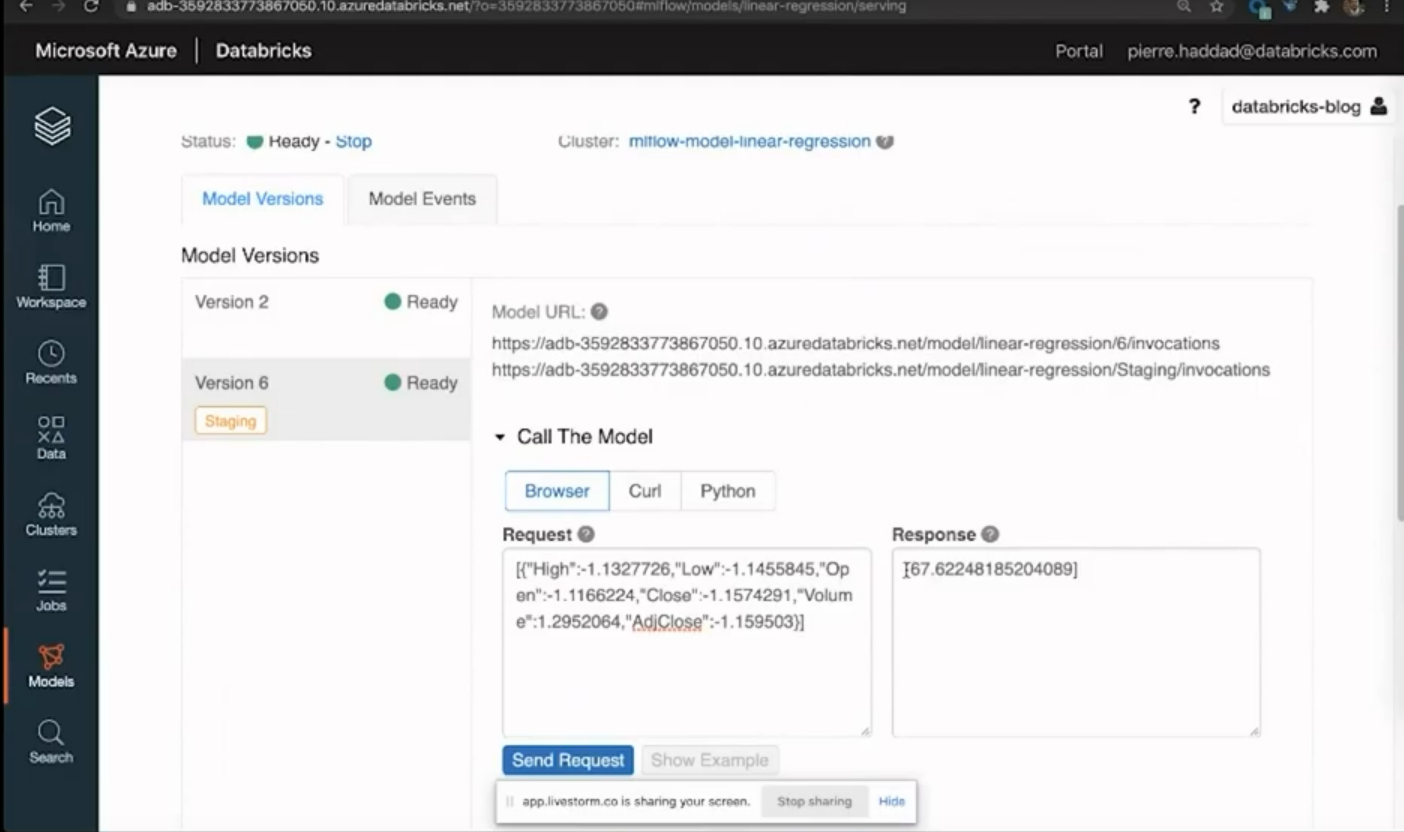 adb-3592833773867050.10.azuredatabricks.net/?o=3592833773867050#mlflow/models/linear-regression/serving
Microsoft Azure | Databricks
Portal pierre.haddad@databricks.com
? databricks-blog
Status: Ready - Stop
Cluster: mlflow-model-linear-regression ?
Home
Workspace
Recents
Data
Clusters
Jobs
Models
Search
Model Versions
Model Events
Model Versions
Version 2 Ready
Version 6 Ready
Staging
Model URL: ?
https://adb-3592833773867050.10.azuredatabricks.net/model/linear-regression/6/invocations
https://adb-3592833773867050.10.azuredatabricks.net/model/linear-regression/Staging/invocations
Call The Model
Browser Curl Python
Request ?
[{"High":-1.1327726,"Low":-1.1455845,"Op
en":-1.1166224,"Close":-1.1574291,"Volum
e":1.2952064,"AdjClose":-1.159503}]
Response ?
[67.62248185204089]
Send Request Show Example
app.livestorm.co is sharing your screen. Stop sharing Hide